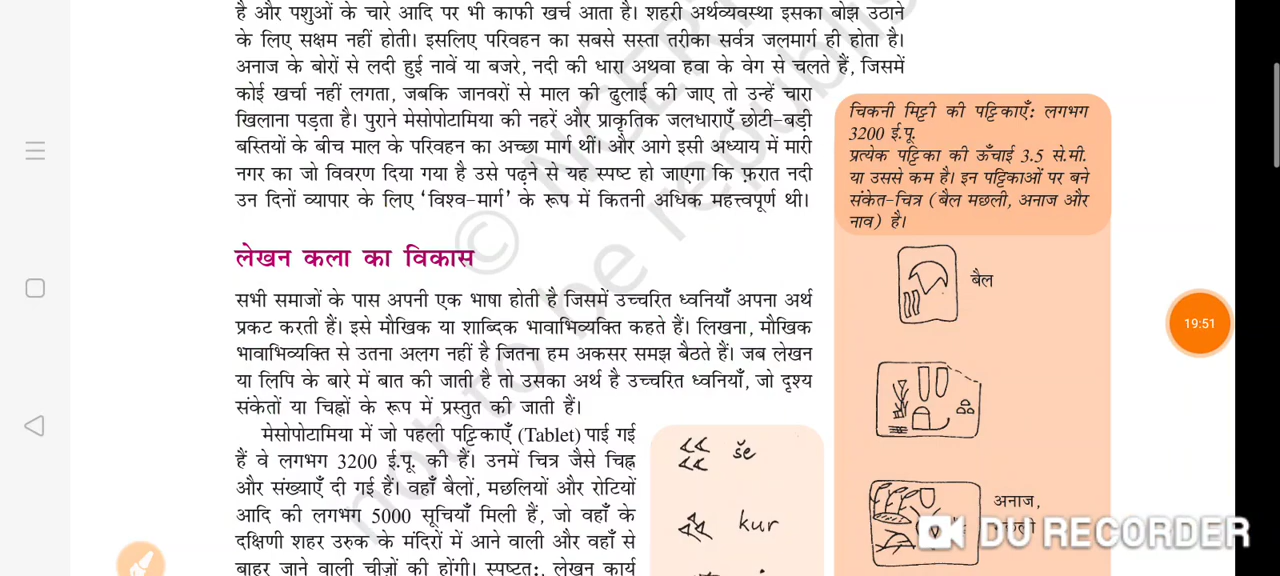 है और पशुओं के चारे आदि पर भी काफी खर्च आता है। शहरी अर्थव्यवस्था इसका बोझ उठाने
के लिए सक्षम नहीं होती। इसलिए परिवहन का सबसे सस्ता तरीका सर्वत्र जलमार्ग ही होता है।
अनाज के बोरों से लदी हुई नावें या बजरे, नदी की धारा अथवा हवा के वेग से चलते हैं, जिसमें
कोई खर्चा नहीं लगता, जबकि जानवरों से माल की ढुलाई की जाए तो उन्हें चारा
खिलाना पड़ता है। पुराने मेसोपोटामिया की नहरें और प्राकृतिक जलधाराएँ छोटी-बड़ी
बस्तियों के बीच माल के परिवहन का अच्छा मार्ग थीं। और आगे इसी अध्याय में मारी
नगर का जो विवरण दिया गया है उसे पढ़ने से यह स्पष्ट हो जाएगा कि फ़रात नदी
उन दिनों व्यापार के लिए ‘विश्व-मार्ग’ के रूप में कितनी अधिक महत्त्वपूर्ण थी।
लेखन कला का विकास
सभी समाजों के पास अपनी एक भाषा होती है जिसमें उच्चरित ध्वनियाँ अपना अर्थ
प्रकट करती हैं। इसे मौखिक या शाब्दिक भावाभिव्यक्ति कहते हैं। लिखना, मौखिक
भावाभिव्यक्ति से उतना अलग नहीं है जितना हम अकसर समझ बैठते हैं। जब लेखन
या लिपि के बारे में बात की जाती है तो उसका अर्थ है उच्चरित ध्वनियाँ, जो दृश्य
संकेतों या चिह्नों के रूप में प्रस्तुत की जाती हैं।
मेसोपोटामिया में जो पहली पट्टिकाएँ (Tablet) पाई गई
हैं वे लगभग 3200 ई.पू. की हैं। उनमें चित्र जैसे चिह्न
और संख्याएँ दी गई हैं। वहाँ बैलों, मछलियों और रोटियों
आदि की लगभग 5000 सूचियाँ मिली हैं, जो वहाँ के
दक्षिणी शहर उरुक के मंदिरों में आने वाली और वहाँ से
बाहर जाने वाली चीज़ों की होंगी। स्पष्टतः, लेखन कार्य
še
kur
चिकनी मिट्टी की पट्टिकाएँ: लगभग
3200 ई.पू.
प्रत्येक पट्टिका की ऊँचाई 3.5 से.मी.
या उससे कम है। इन पट्टिकाओं पर बने
संकेत-चित्र (बैल मछली, अनाज और
नाव) है।
बैल
अनाज,
19:51
DU RECORDER
© NCERT
not to be republis